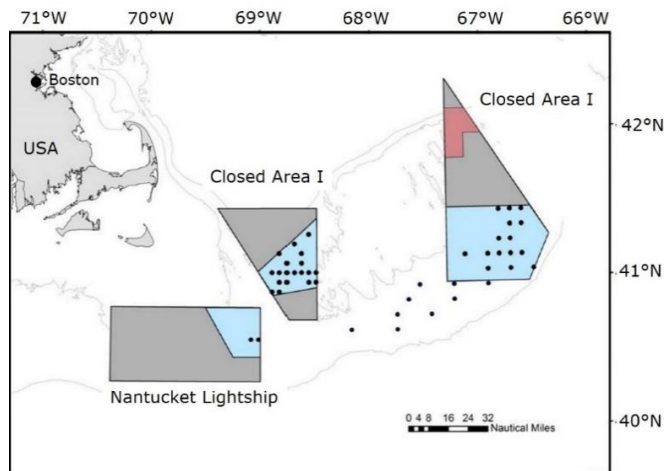 71°W 70°W 69°W 68°W 67°W 66°W
Boston
USA
Closed Area I
Closed Area I
42°N
41°N
Nantucket Lightship
40°N
0 4 8 16 24 32
Nautical Miles